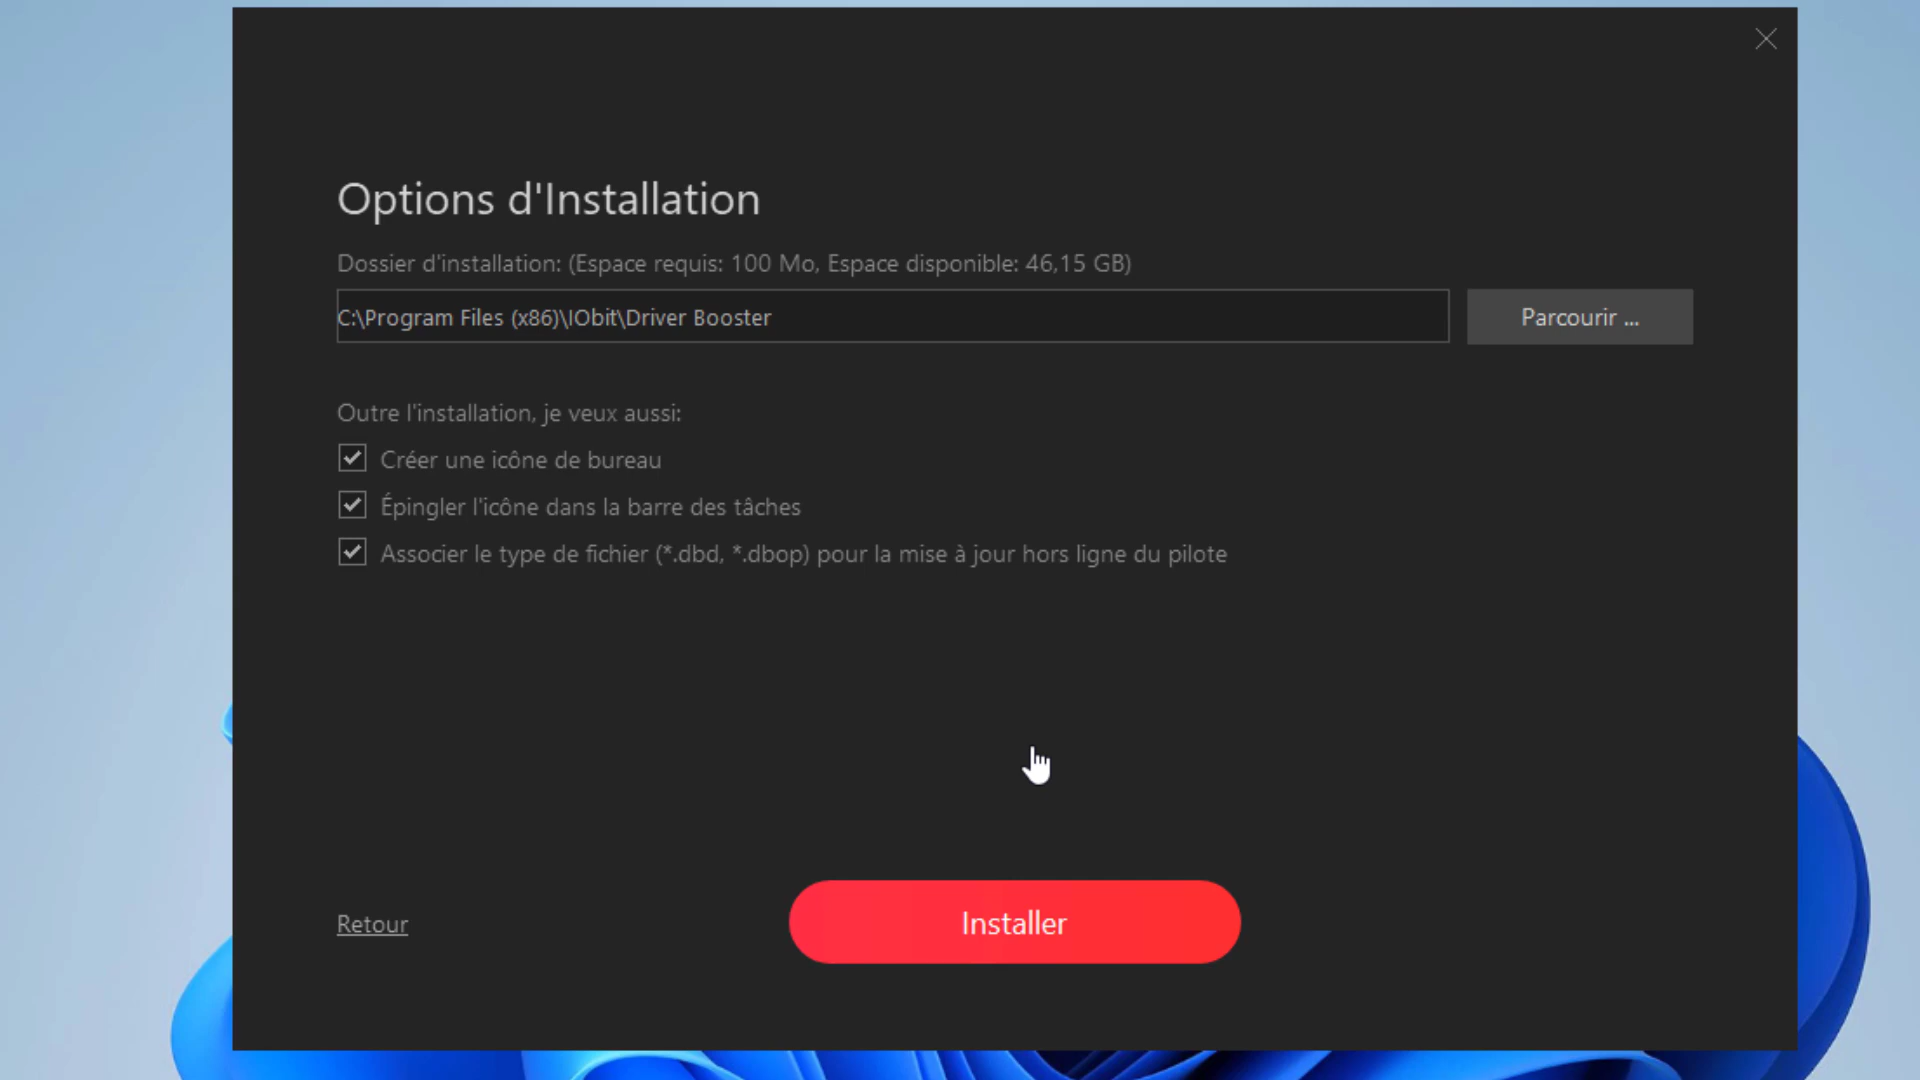 Options d'Installation
Dossier d'installation: (Espace requis: 100 Mo, Espace disponible: 46,15 GB)
C:\Program Files (x86)\IObit\Driver Booster
Parcourir ...
Outre l'installation, je veux aussi:
Créer une icône de bureau
Épingler l'icône dans la barre des tâches
Associer le type de fichier (*.dbd, *.dbop) pour la mise à jour hors ligne du pilote
Retour
Installer